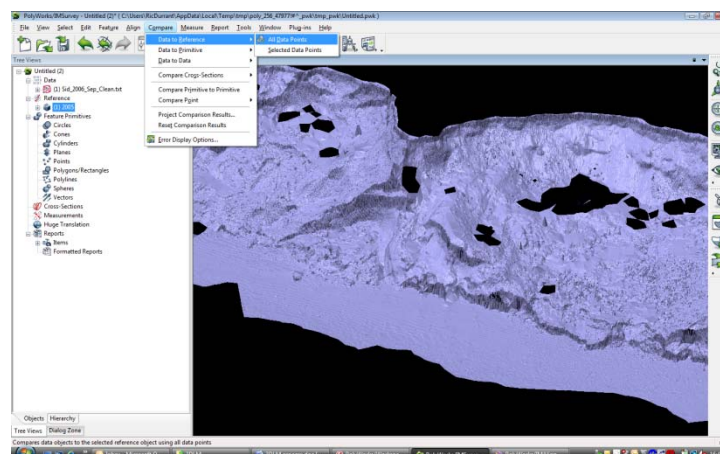 PolyWorks/IMSurvey - Untitled (2)* ( C:\Users\RicDurrant\AppData\Local\Temp\tmp\poly_256_47877#^_pwk\tmp_pwk\Untitled.pwk )
File View Select Edit Feature Align Compare Measure Report Tools Window Plug-ins Help
Data to Reference
All Data Points
Data to Primitive
Selected Data Points
Data to Data
Compare Cross-Sections
Compare Primitive to Primitive
Compare Point
Project Comparison Results...
Reset Comparison Results
Error Display Options...
Tree Views
Untitled (2)
Data
(1) Sid_2006_Sep_Clean.txt
Reference
(1) 2005
Feature Primitives
Circles
Cones
Cylinders
Planes
Points
Polygons/Rectangles
Polylines
Spheres
Vectors
Cross-Sections
Measurements
Huge Translation
Reports
Items
Formatted Reports
Objects Hierarchy
Tree Views Dialog Zone
Compares data objects to the selected reference object using all data points